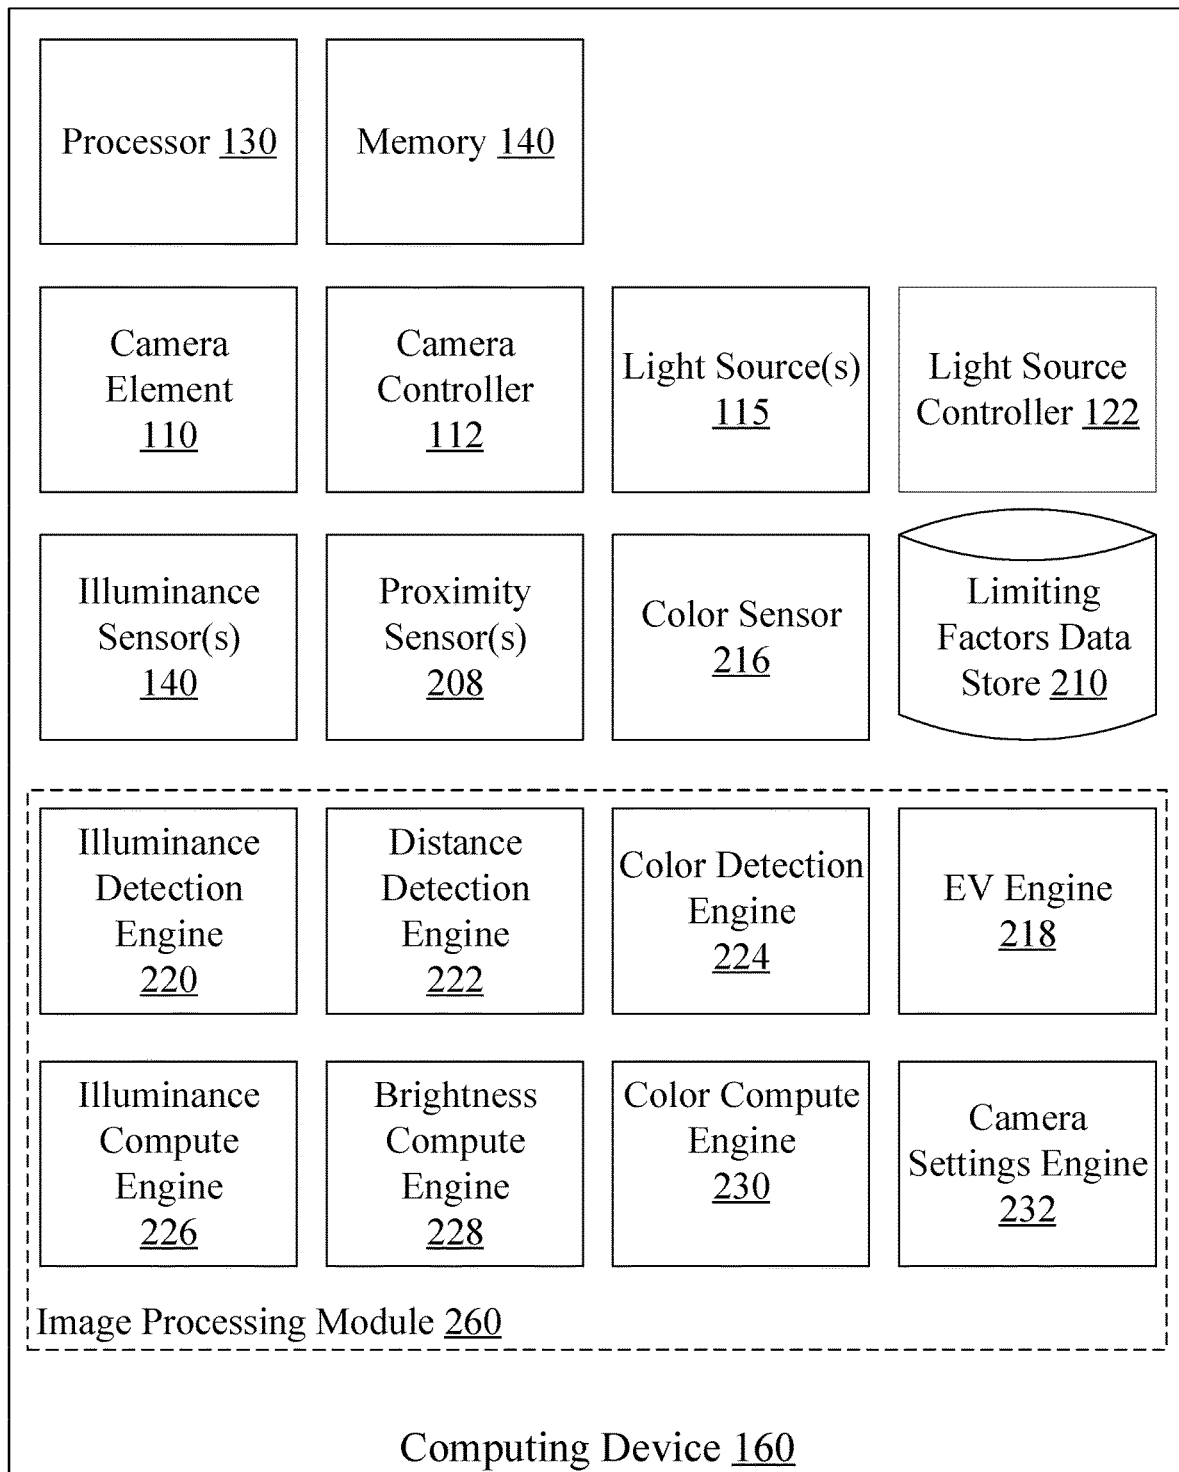 Processor 130
Memory 140
Camera
Element
110
Camera
Controller
112
Light Source(s)
115
Light Source
Controller 122
Illuminance
Sensor(s)
140
Proximity
Sensor(s)
208
Color Sensor
216
Limiting
Factors Data
Store 210
Illuminance
Detection
Engine
220
Distance
Detection
Engine
222
Color Detection
Engine
224
EV Engine
218
Illuminance
Compute
Engine
226
Brightness
Compute
Engine
228
Color Compute
Engine
230
Camera
Settings Engine
232
Image Processing Module 260
Computing Device 160